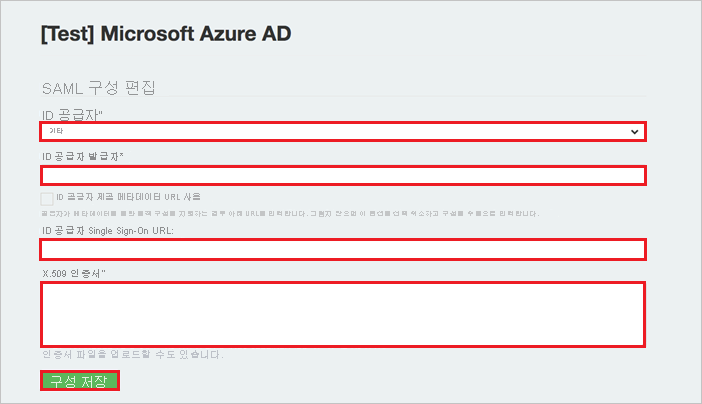 [Test] Microsoft Azure AD
SAML 구성 편집
ID 공급자*
기타
ID 공급자 발급자*
ID 공급자 제공 메타데이터 URL 사용
ID 공급자 Single Sign-On URL:
X.509 인증서*
인증서 파일을 업로드할 수도 있습니다.
구성 저장